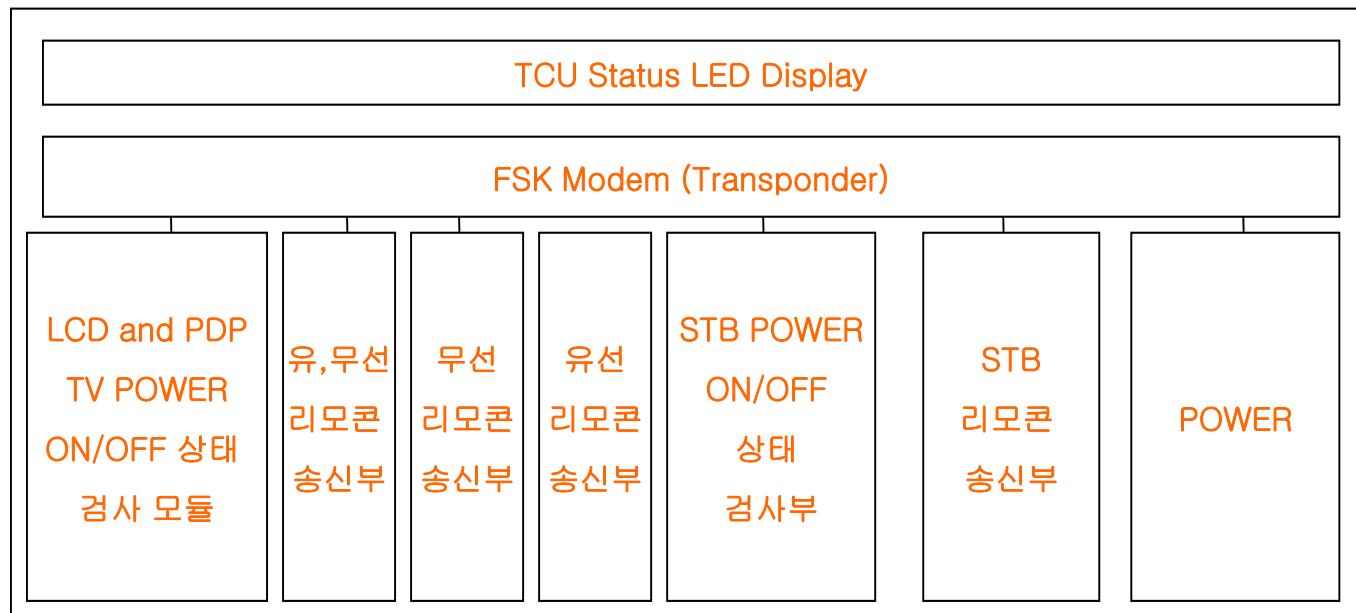 TCU Status LED Display
FSK Modem (Transponder)
LCD and PDP
TV POWER
ON/OFF 상태
검사 모듈
유,무선
리모콘
송신부
무선
리모콘
송신부
유선
리모콘
송신부
STB POWER
ON/OFF
상태
검사부
STB
리모콘
송신부
POWER